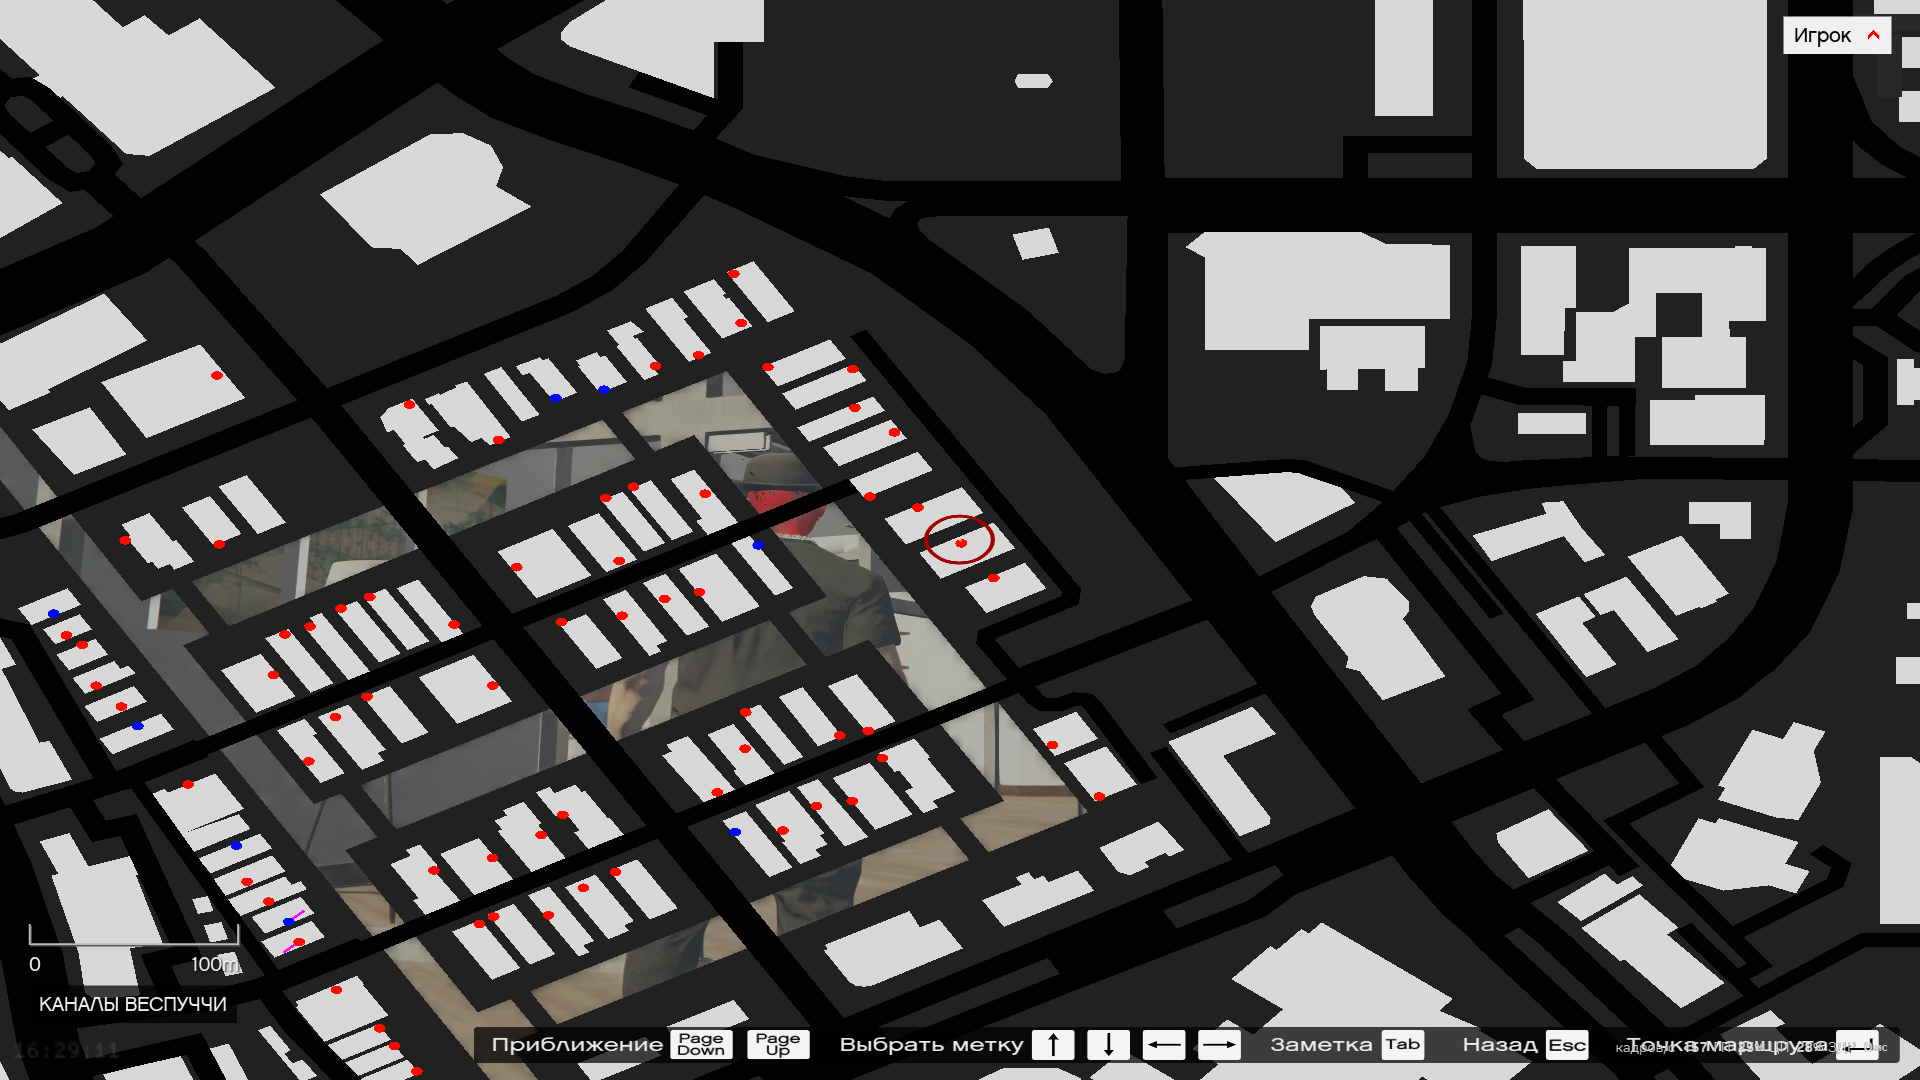 Игрок
0 100m
КАНАЛЫ ВЕСПУЧЧИ
16:29:11
Приближение Page Down Page Up Выбрать метку ↑ ↓ ← → Заметка Tab Назад Esc Точка маршрута
кадров/с